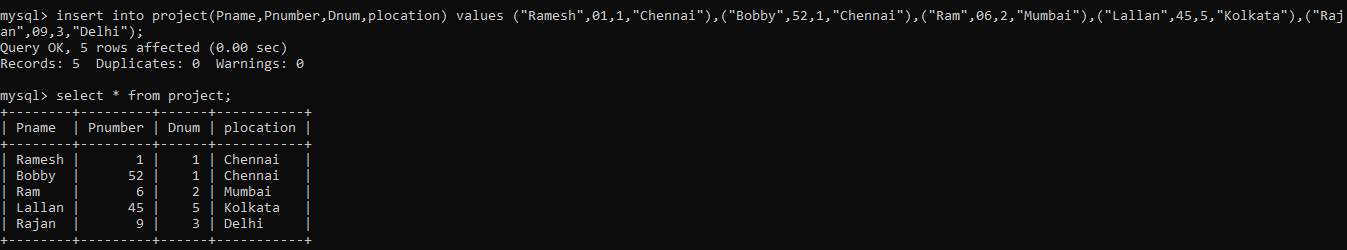 mysql> insert into project(Pname,Pnumber,Dnum,plocation) values ("Ramesh",01,1,"Chennai"),("Bobby",52,1,"Chennai"),("Ram",06,2,"Mumbai"),("Lallan",45,5,"Kolkata"),("Raj
an",09,3,"Delhi");
Query OK, 5 rows affected (0.00 sec)
Records: 5  Duplicates: 0  Warnings: 0
mysql> select * from project;
+--------+---------+------+-----------+
| Pname  | Pnumber | Dnum | plocation |
+--------+---------+------+-----------+
| Ramesh |       1 |    1 | Chennai   |
| Bobby  |      52 |    1 | Chennai   |
| Ram    |       6 |    2 | Mumbai    |
| Lallan |      45 |    5 | Kolkata   |
| Rajan  |       9 |    3 | Delhi     |
+--------+---------+------+-----------+